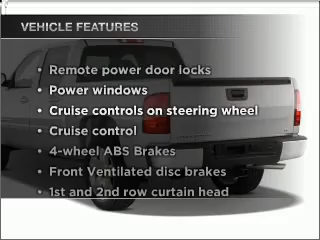 VEHICLE FEATURES
• Remote power door locks
• Power windows
• Cruise controls on steering wheel
• Cruise control
• 4-wheel ABS Brakes
• Front Ventilated disc brakes
• 1st and 2nd row curtain head